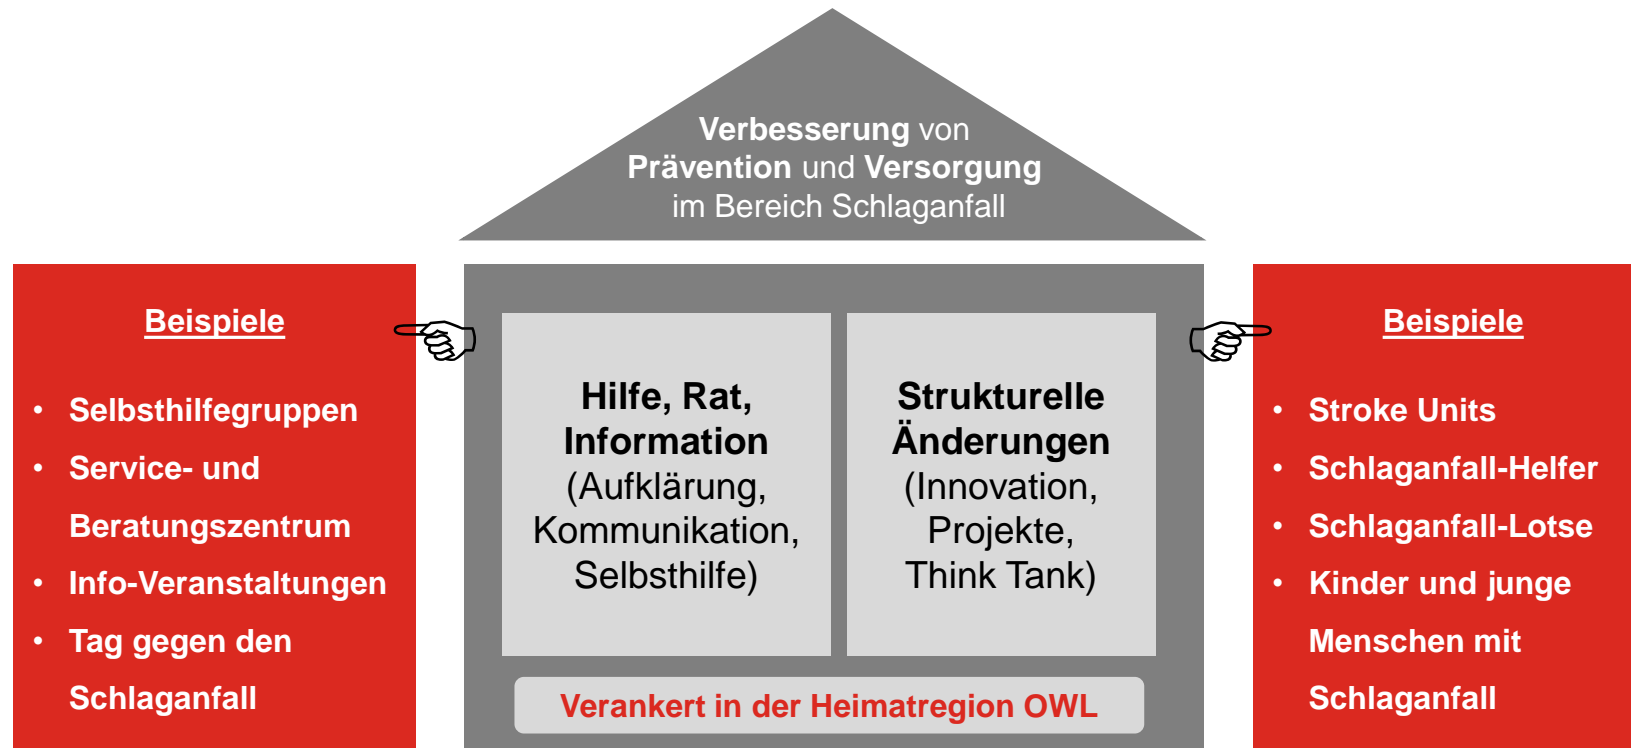 Verbesserung von
Prävention und Versorgung
im Bereich Schlaganfall
Beispiele
• Selbsthilfegruppen
• Service- und
Beratungszentrum
• Info-Veranstaltungen
• Tag gegen den
Schlaganfall
Hilfe, Rat,
Information
(Aufklärung,
Kommunikation,
Selbsthilfe)
Strukturelle
Änderungen
(Innovation,
Projekte,
Think Tank)
Verankert in der Heimatregion OWL
Beispiele
• Stroke Units
• Schlaganfall-Helfer
• Schlaganfall-Lotse
• Kinder und junge
Menschen mit
Schlaganfall